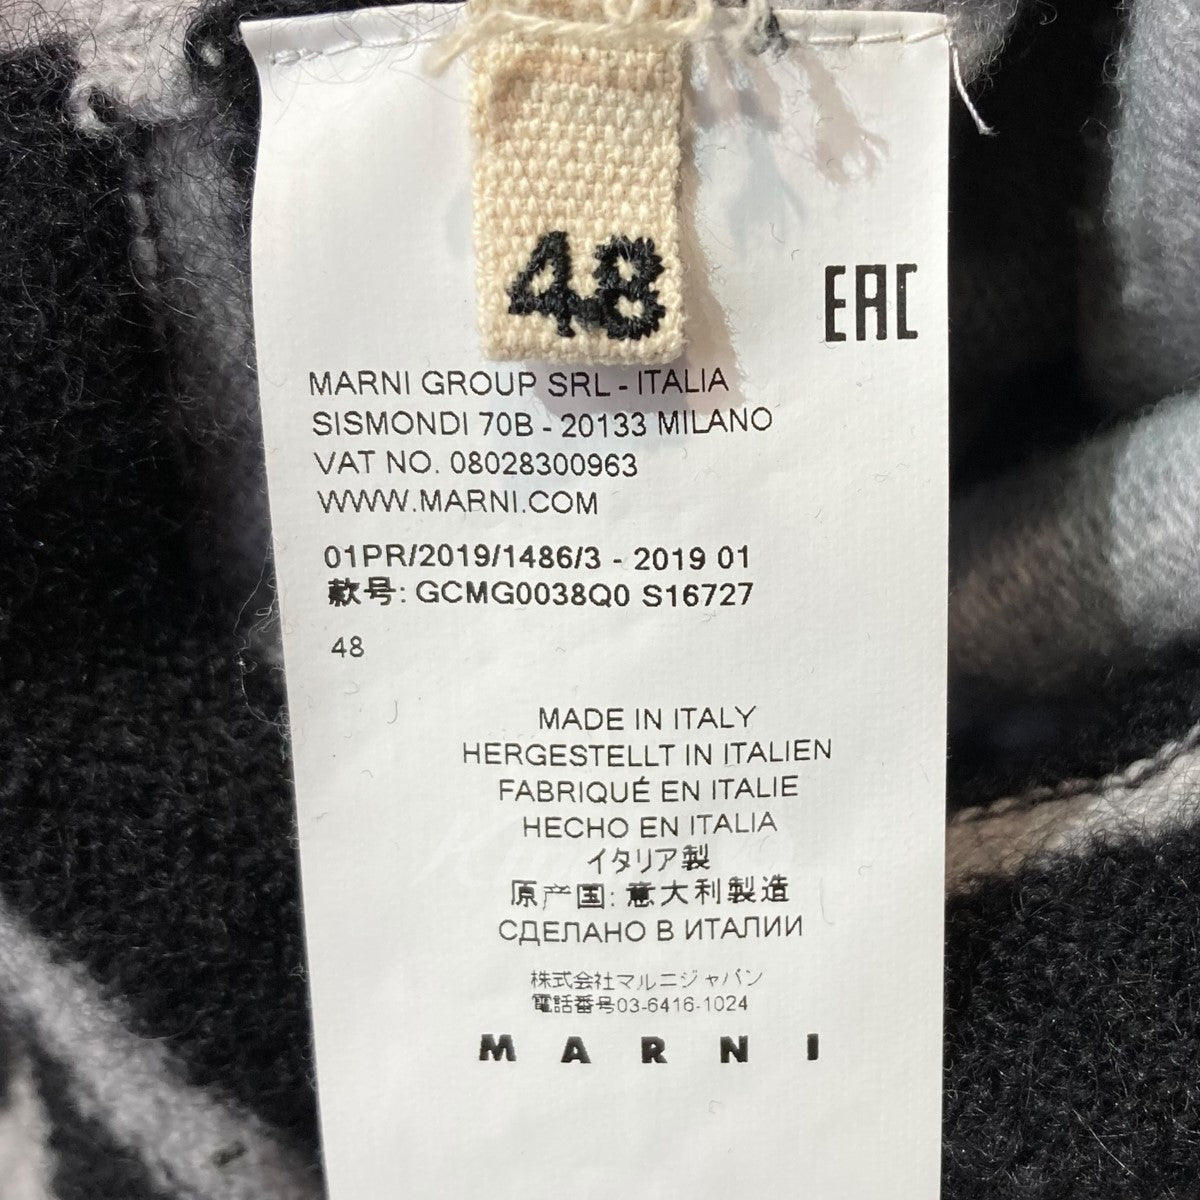 48
EAC
MARNI GROUP SRL - ITALIA
SISMONDI 70B - 20133 MILANO
VAT NO. 08028300963
WWW.MARNI.COM
01PR/2019/1486/3 - 2019 01
款号: GCMG0038Q0 S16727
48
MADE IN ITALY
HERGESTELLT IN ITALIEN
FABRIQUÉ EN ITALIE
HECHO EN ITALIA
イタリア製
原产国: 意大利製造
СДЕЛАНО В ИТАЛИИ
株式会社マルニジャパン
電話番号03-6416-1024
MARNI